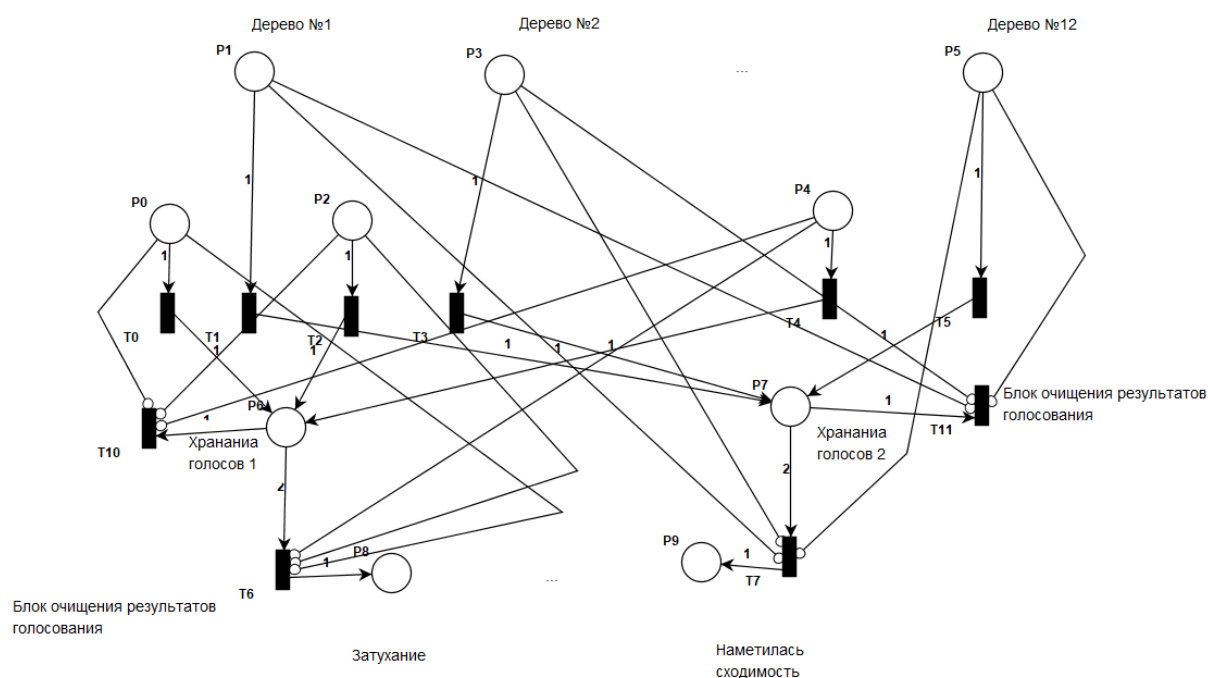 Дерево №1
Дерево №2
Дерево №12
P1
P3
P5
...
1
1
1
P0
P2
P4
1
1
1
T0
T1
T2
T3
T4
T5
1
1
1
1
1
1
P6
P7
1
1
T10
T11
Хранания
голосов 1
Хранания
голосов 2
Блок очищения результатов
голосования
2
2
P8
P9
1
1
T6
T7
...
Блок очищения результатов
голосования
Затухание
Наметилась
сходимость